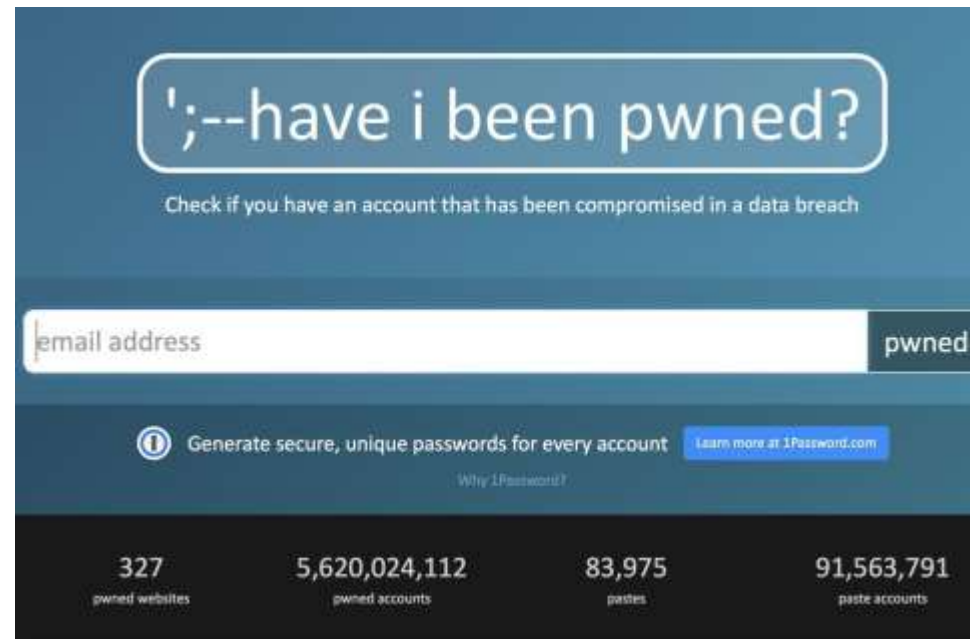 ';--have i been pwned?
Check if you have an account that has been compromised in a data breach
email address
pwned
Generate secure, unique passwords for every account
Learn more at 1Password.com
Why 1Password?
327
5,620,024,112
83,975
91,563,791
pwned websites
pwned accounts
pastes
paste accounts